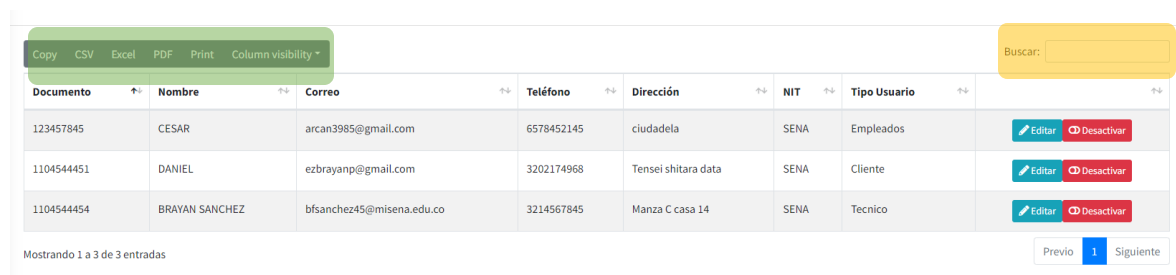 Copy CSV Excel PDF Print Column visibility Buscar:
Documento Nombre Correo Teléfono Dirección NIT Tipo Usuario
123457845 CESAR arcan3985@gmail.com 6578452145 ciudadela SENA Empleados Editar Desactivar
1104544451 DANIEL ezbrayanp@gmail.com 3202174968 Tensei shitara data SENA Cliente Editar Desactivar
1104544454 BRAYAN SANCHEZ bfsanchez45@misena.edu.co 3214567845 Manza C casa 14 SENA Tecnico Editar Desactivar
Mostrando 1 a 3 de 3 entradas Previo 1 Siguiente